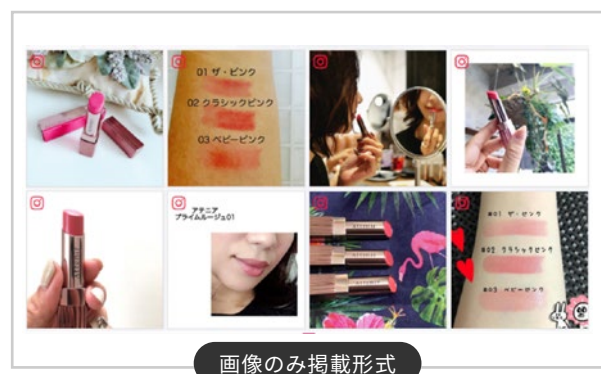 01 ザ・ピンク
02 クラシックピンク
03 ベビーピンク
アテニア
プライムルージュ01
ATTENIR
#01 ザ・ピンク
#02 クラシックピンク
#03 ベビーピンク
画像のみ掲載形式